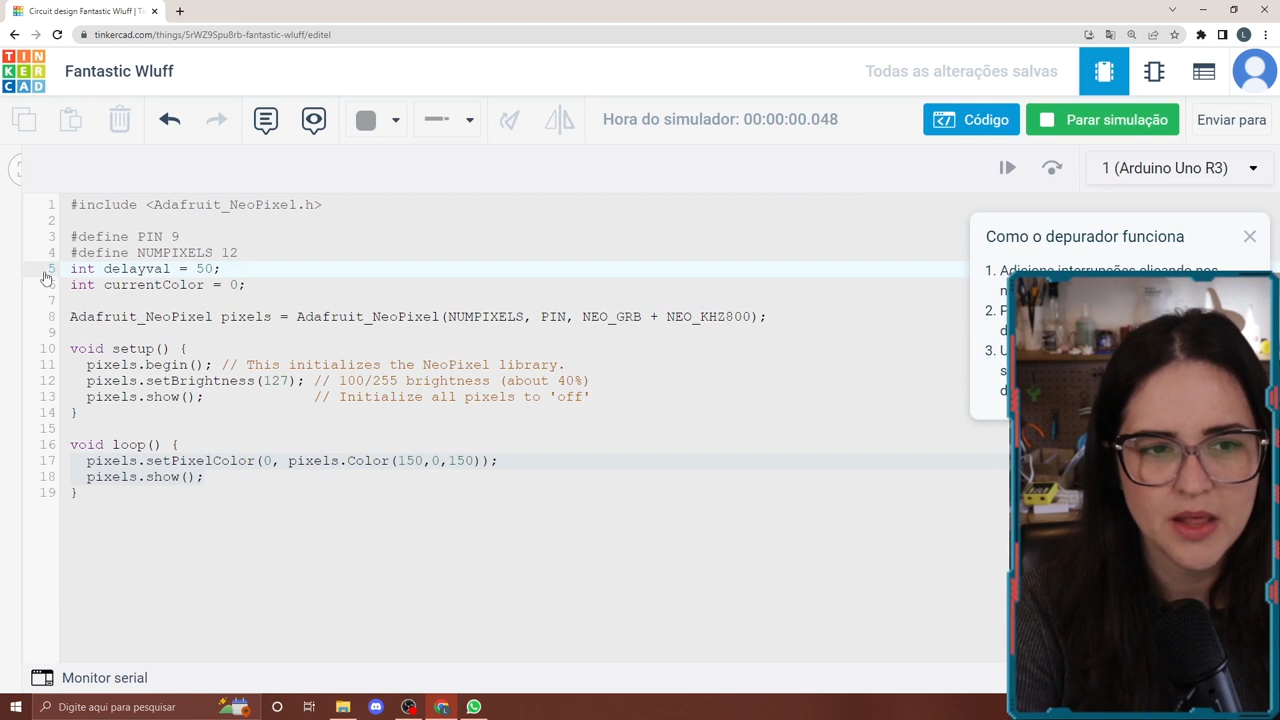 Circuit design Fantastic Wluff | Ti
tinkercad.com/things/5rWZ9Spu8rb-fantastic-wluff/editel
L
TIN
KER
CAD
Fantastic Wluff
Todas as alterações salvas
Hora do simulador: 00:00:00.048
Código
Parar simulação
Enviar para
1 (Arduino Uno R3)
1 #include <Adafruit_NeoPixel.h>
2
3 #define PIN 9
4 #define NUMPIXELS 12
5 int delayval = 50;
6 int currentColor = 0;
7
8 Adafruit_NeoPixel pixels = Adafruit_NeoPixel(NUMPIXELS, PIN, NEO_GRB + NEO_KHZ800);
9
10 void setup() {
11 pixels.begin(); // This initializes the NeoPixel library.
12 pixels.setBrightness(127); // 100/255 brightness (about 40%)
13 pixels.show(); // Initialize all pixels to 'off'
14 }
15
16 void loop() {
17 pixels.setPixelColor(0, pixels.Color(150,0,150));
18 pixels.show();
19 }
Como o depurador funciona
1. Adicione interrupções clicando nos
2. P
3. U
Monitor serial
Digite aqui para pesquisar